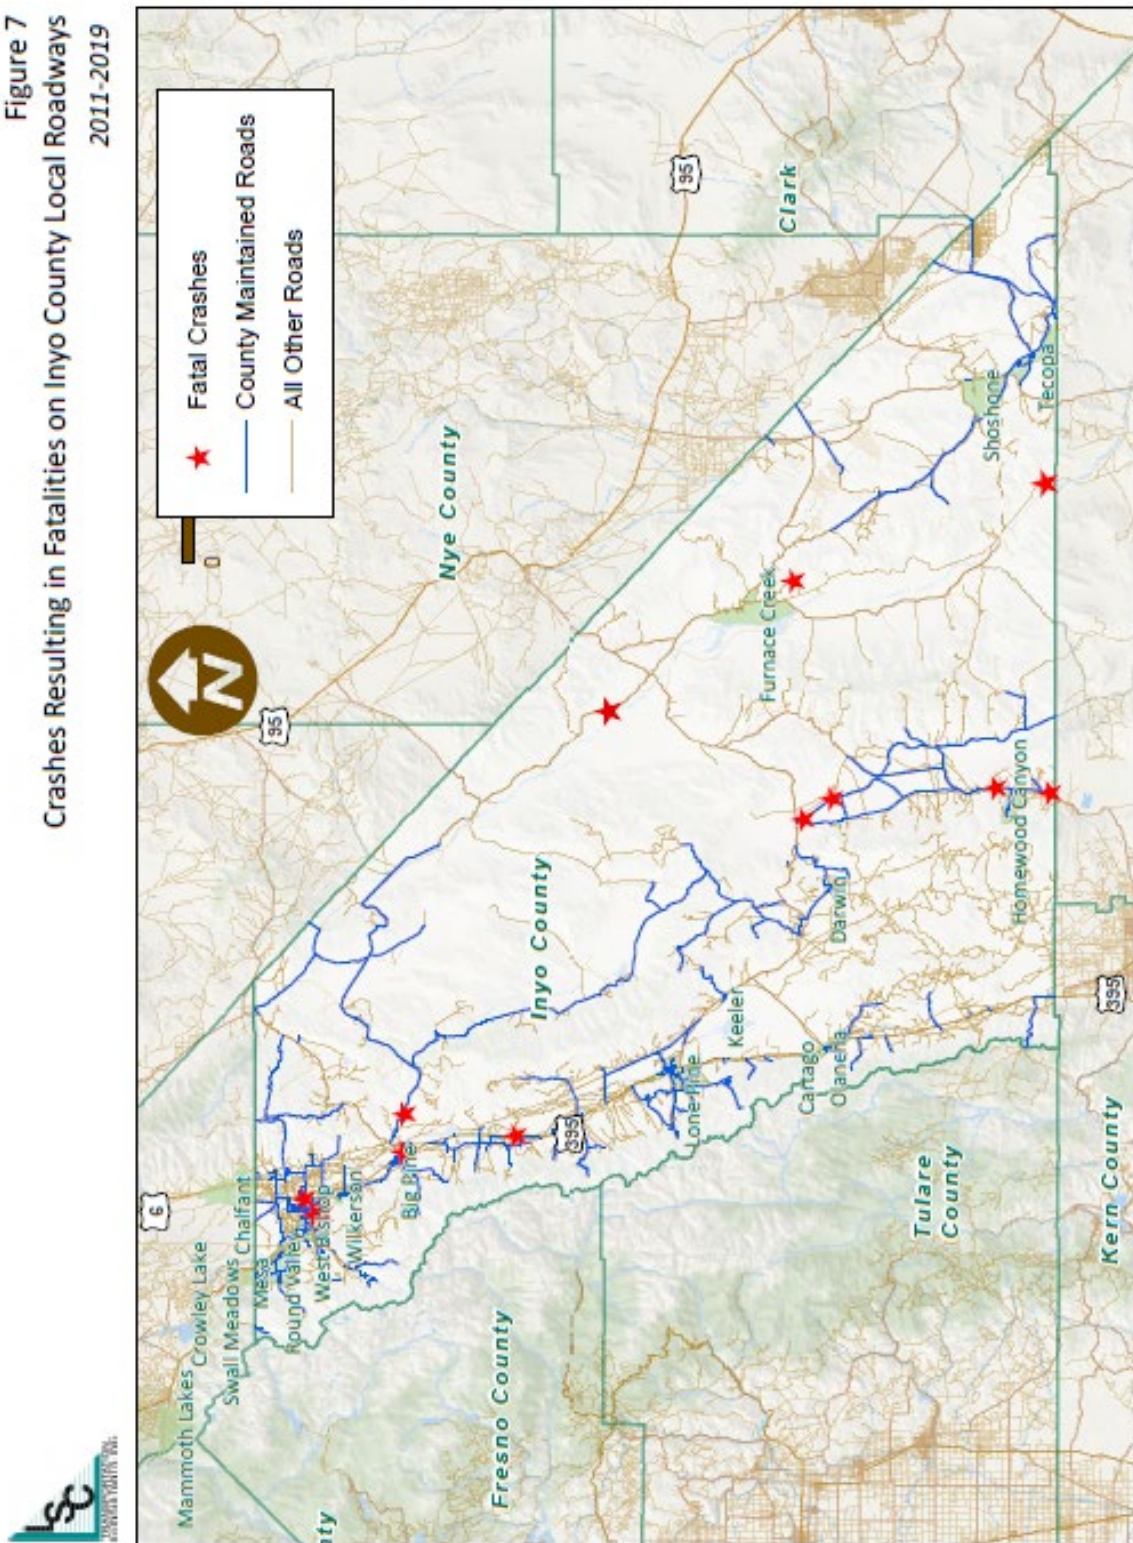 Figure 7
Crashes Resulting in Fatalities on Inyo County Local Roadways
2011-2019
LSC
Fatal Crashes
County Maintained Roads
All Other Roads
0
N
6
95
95
395
395
Mammoth Lakes
Crowley Lake
Swall Meadows
Chalfant
Mesa
Round Valley
West Bishop
Wilkerson
Big Pine
Fresno County
Inyo County
Nye County
Clark
Lone Pine
Keeler
Cartago
Olancha
Darwin
Furnace Creek
Shoshone
Tecopa
Homewood Canyon
Tulare
County
Kern County
nty